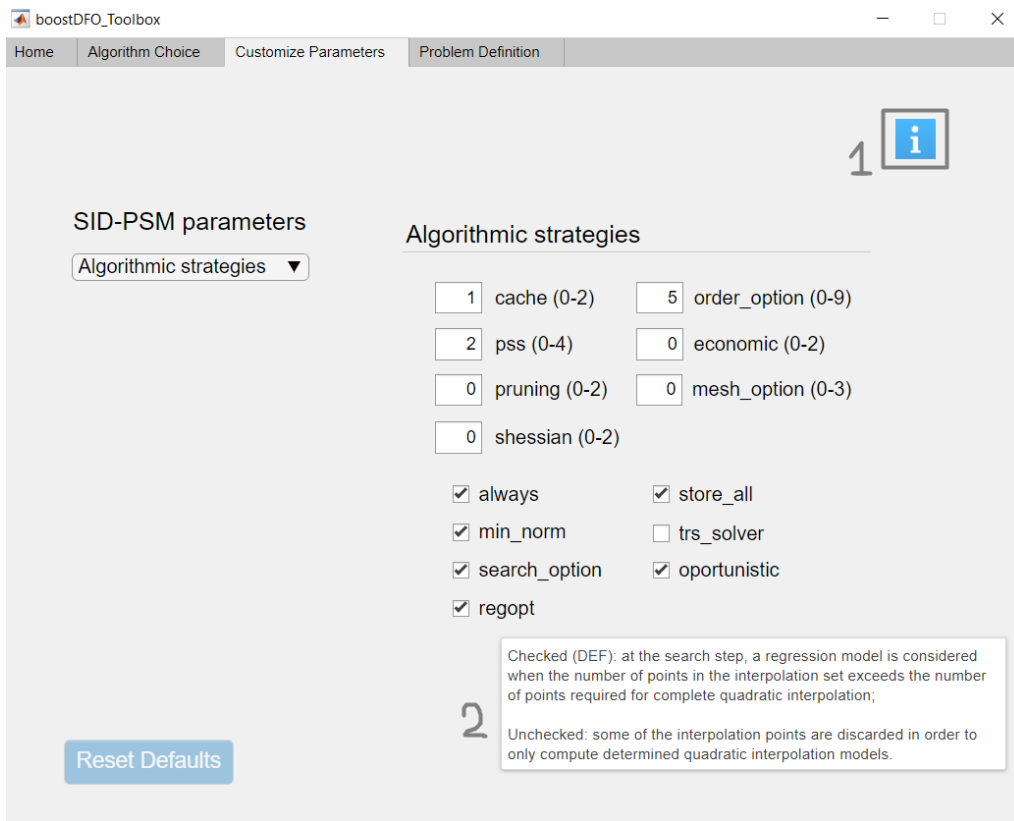 boostDFO_Toolbox
Home Algorithm Choice Customize Parameters Problem Definition
1 i
SID-PSM parameters
Algorithmic strategies ▼
Algorithmic strategies
1 cache (0-2) 5 order_option (0-9)
2 pss (0-4) 0 economic (0-2)
0 pruning (0-2) 0 mesh_option (0-3)
0 shessian (0-2)
always store_all
min_norm trs_solver
search_option oportunistic
regopt
Checked (DEF): at the search step, a regression model is considered
when the number of points in the interpolation set exceeds the number
of points required for complete quadratic interpolation;
2
Unchecked: some of the interpolation points are discarded in order to
only compute determined quadratic interpolation models.
Reset Defaults